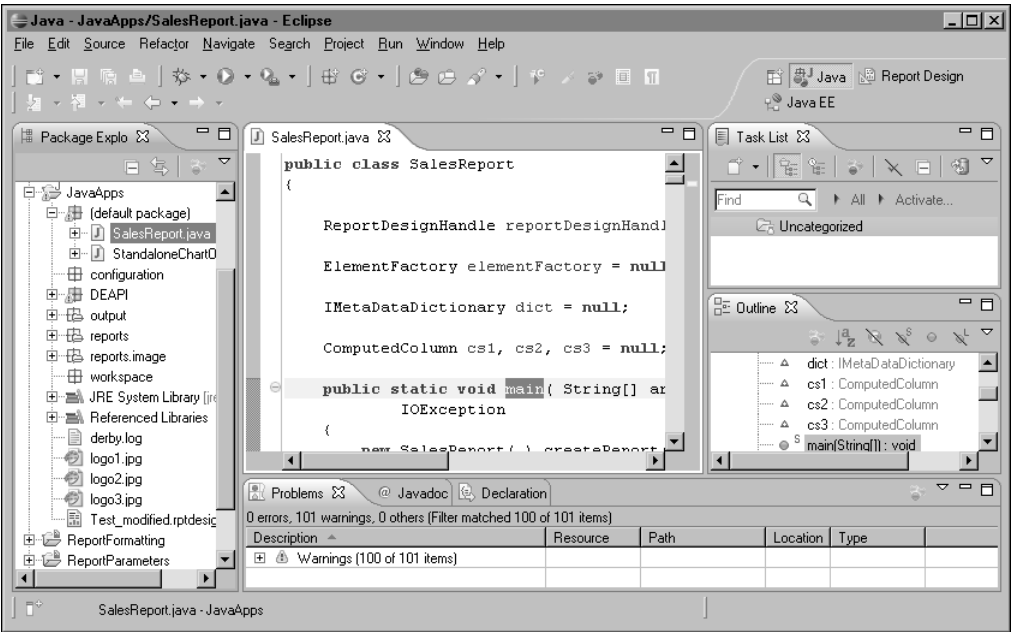 Java - JavaApps/SalesReport.java - Eclipse
File Edit Source Refactor Navigate Search Project Run Window Help
Java Report Design
Java EE
Package Explo
JavaApps
(default package)
SalesReport.java
StandaloneChartO
configuration
DEAPI
output
reports
reports.image
workspace
JRE System Library [jre
Referenced Libraries
derby.log
logo1.jpg
logo2.jpg
logo3.jpg
Test_modified.rptdesig
ReportFormatting
ReportParameters
SalesReport.java
public class SalesReport
{
ReportDesignHandle reportDesignHandl
ElementFactory elementFactory = null
IMetaDataDictionary dict = null;
ComputedColumn cs1, cs2, cs3 = null;
public static void main( String[] ar
IOException
{
new SalesReport( ).createReport
Task List
Find All Activate...
Uncategorized
Outline
dict : IMetaDataDictionary
cs1 : ComputedColumn
cs2 : ComputedColumn
cs3 : ComputedColumn
main(String[]) : void
Problems @ Javadoc Declaration
0 errors, 101 warnings, 0 others (Filter matched 100 of 101 items)
Description Resource Path Location Type
Warnings (100 of 101 items)
SalesReport.java - JavaApps